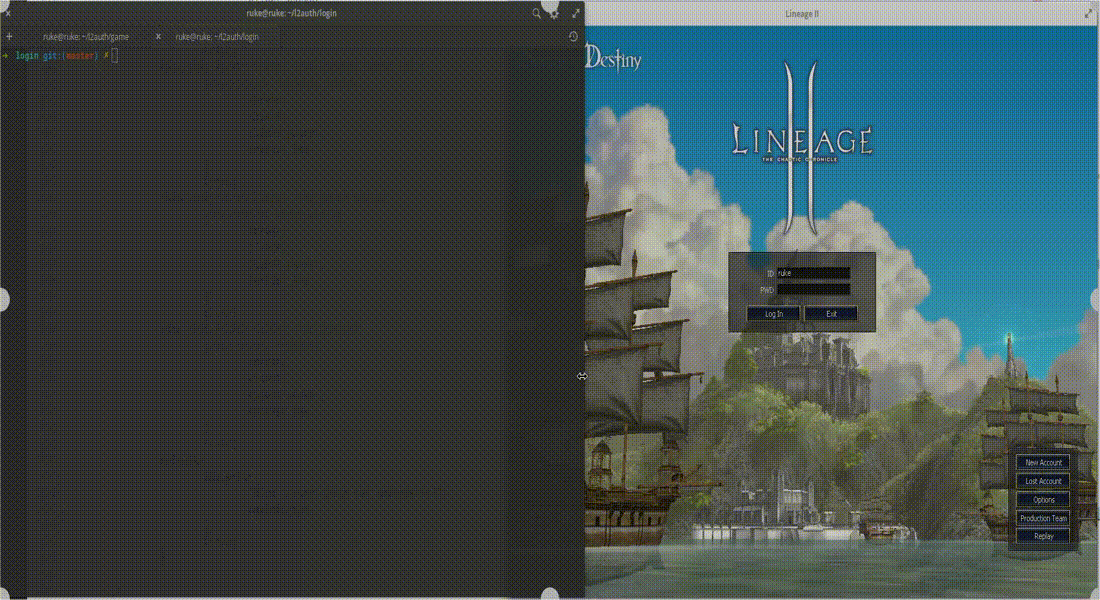 ruke@ruke: ~/l2auth/login
ruke@ruke: ~/l2auth/game
x
ruke@ruke: ~/l2auth/login
➜ login git:(master) ✗
Lineage II
Destiny
LINEAGE II
THE CHAOTIC CHRONICLE
ID ruke
PWD
Log In Exit
New Account
Lost Account
Options
Production Team
Replay